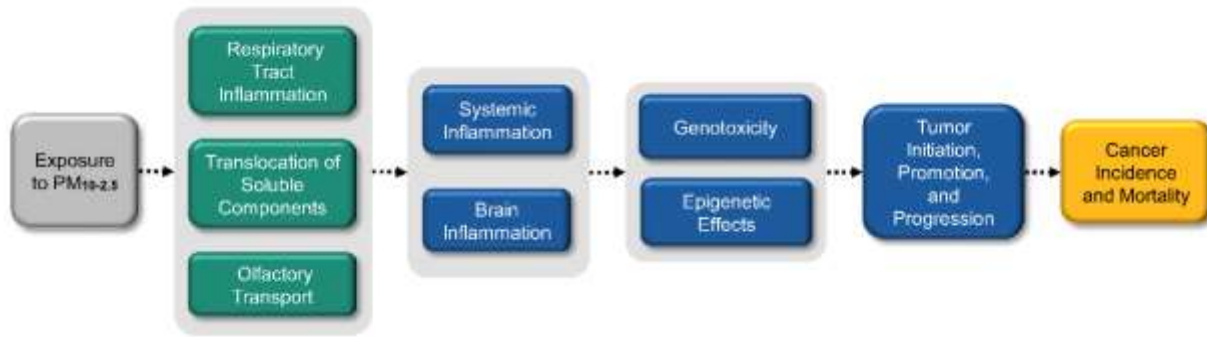 Exposure
to PM10-2.5
Respiratory
Tract
Inflammation
Translocation of
Soluble
Components
Olfactory
Transport
Systemic
Inflammation
Brain
Inflammation
Genotoxicity
Epigenetic
Effects
Tumor
Initiation,
Promotion,
and
Progression
Cancer
Incidence
and Mortality